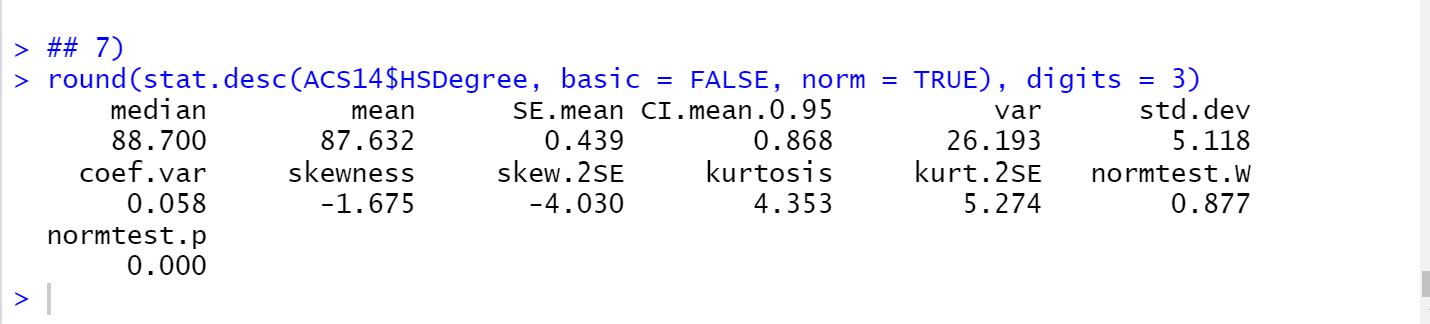 > ## 7)
> round(stat.desc(ACS14$HSDegree, basic = FALSE, norm = TRUE), digits = 3)
      median         mean      SE.mean CI.mean.0.95          var      std.dev
      88.700       87.632        0.439        0.868       26.193        5.118
    coef.var     skewness     skew.2SE     kurtosis     kurt.2SE   normtest.W
       0.058       -1.675       -4.030        4.353        5.274        0.877
  normtest.p
       0.000
>